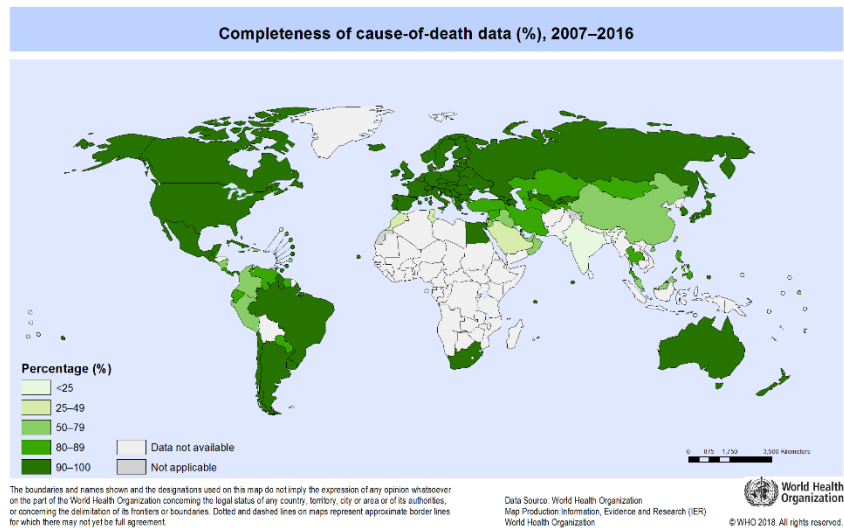 Completeness of cause-of-death data (%), 2007–2016
Percentage (%)
<25
25–49
50–79
80–89
90–100
Data not available
Not applicable
0 875 1,750 3,500 Kilometers
The boundaries and names shown and the designations used on this map do not imply the expression of any opinion whatsoever
on the part of the World Health Organization concerning the legal status of any country, territory, city or area or of its authorities,
or concerning the delimitation of its frontiers or boundaries. Dotted and dashed lines on maps represent approximate border lines
for which there may not yet be full agreement.
Data Source: World Health Organization
Map Production:Information, Evidence and Research (IER)
World Health Organization
World Health
Organization
© WHO 2018. All rights reserved.